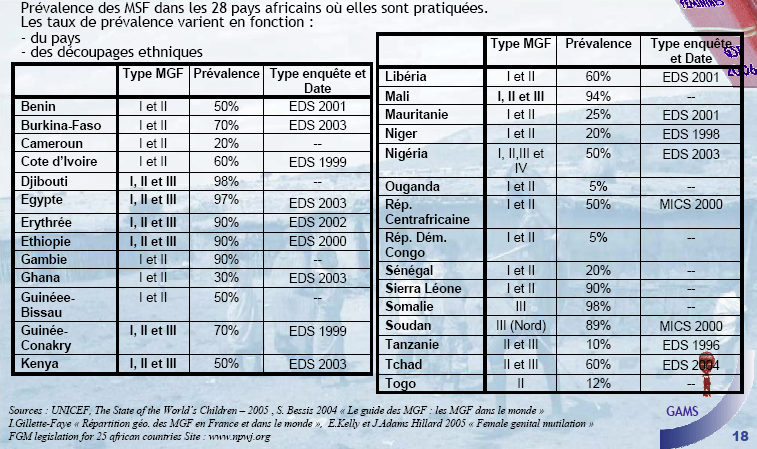 Prévalence des MSF dans les 28 pays africains où elles sont pratiquées.
Les taux de prévalence varient en fonction :
- du pays
- des découpages ethniques
Type MGF Prévalence Type enquête et
Date
Benin I et II 50% EDS 2001
Burkina-Faso I et II 70% EDS 2003
Cameroun I et II 20% --
Cote d'Ivoire I et II 60% EDS 1999
Djibouti I, II et III 98% --
Egypte I, II et III 97% EDS 2003
Erythrée I, II et III 90% EDS 2002
Ethiopie I, II et III 90% EDS 2000
Gambie I et II 90% --
Ghana I et II 30% EDS 2003
Guinéee- I et II 50% --
Bissau
Guinée- I, II et III 70% EDS 1999
Conakry
Kenya I, II et III 50% EDS 2003
Type MGF Prévalence Type enquête
et Date
Libéria I et II 60% EDS 2001
Mali I, II et III 94% --
Mauritanie I et II 25% EDS 2001
Niger I et II 20% EDS 1998
Nigéria I, II,III et 50% EDS 2003
IV
Ouganda I et II 5% --
Rép. I et II 50% MICS 2000
Centrafricaine
Rép. Dém. I et II 5% --
Congo
Sénégal I et II 20% --
Sierra Léone I et II 90% --
Somalie III 98% --
Soudan III (Nord) 89% MICS 2000
Tanzanie II et III 10% EDS 1996
Tchad II et III 60% EDS 2004
Togo II 12% --
Sources : UNICEF, The State of the World's Children – 2005 , S. Bessis 2004 « Le guide des MGF : les MGF dans le monde »
I.Gillette-Faye « Répartition géo. des MGF en France et dans le monde », E.Kelly et J.Adams Hillard 2005 « Female genital mutilation »
FGM legislation for 25 african countries Site : www.npwj.org
GAMS
18